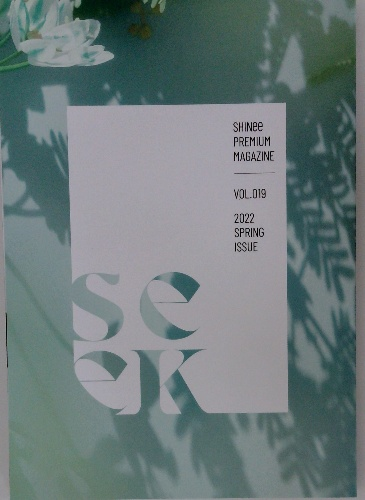 SHINee
PREMIUM
MAGAZINE
VOL.019
2022
SPRING
ISSUE
se
ek